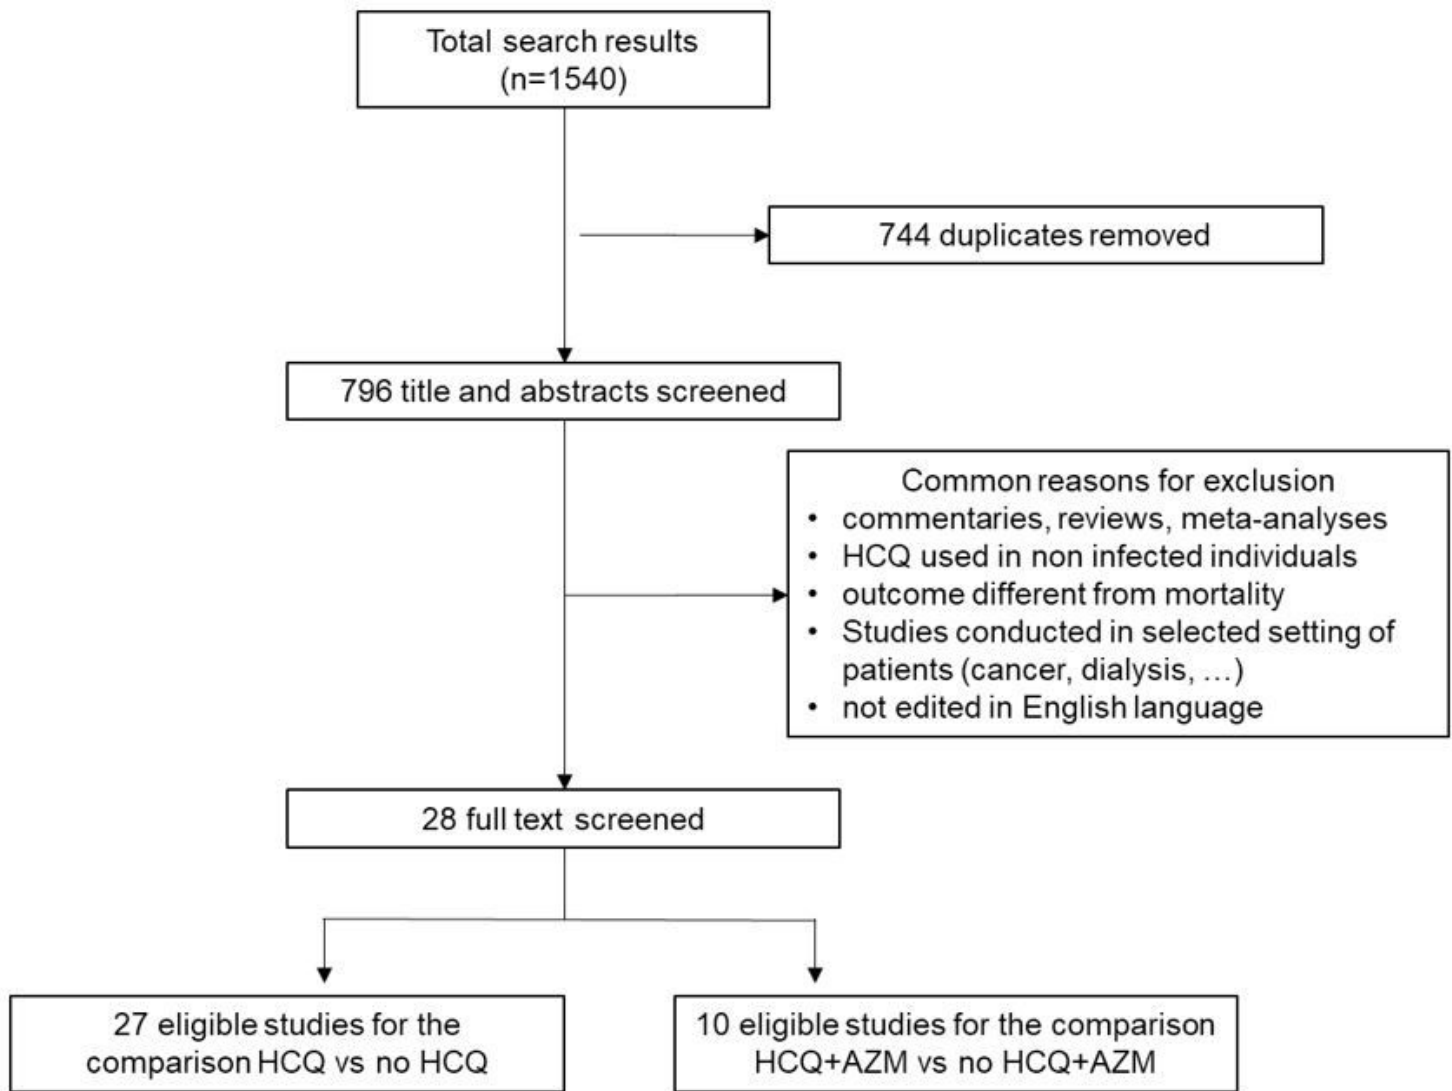 Total search results
(n=1540)
744 duplicates removed
796 title and abstracts screened
Common reasons for exclusion
• commentaries, reviews, meta-analyses
• HCQ used in non infected individuals
• outcome different from mortality
• Studies conducted in selected setting of
patients (cancer, dialysis, …)
• not edited in English language
28 full text screened
27 eligible studies for the
comparison HCQ vs no HCQ
10 eligible studies for the comparison
HCQ+AZM vs no HCQ+AZM